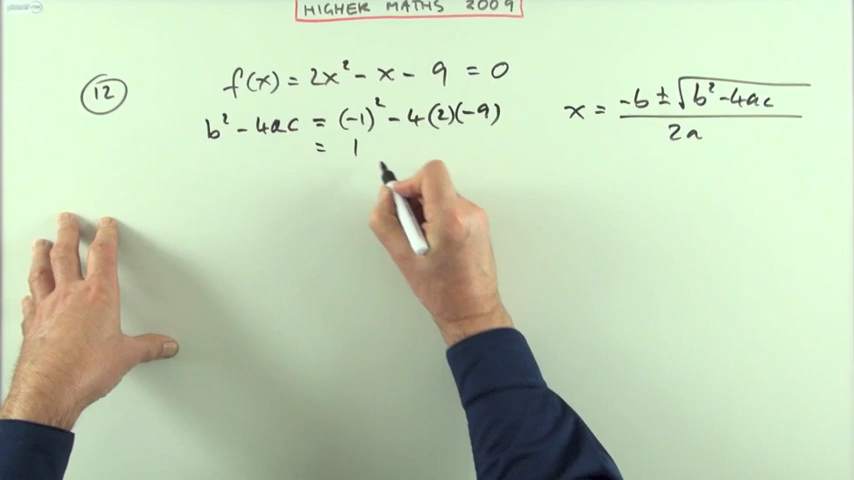 HIGHER MATHS 2009
12
f(x) = 2x² - x - 9 = 0
b² - 4ac = (-1)² - 4(2)(-9)
= 1
x = -b ± √b² - 4ac / 2a